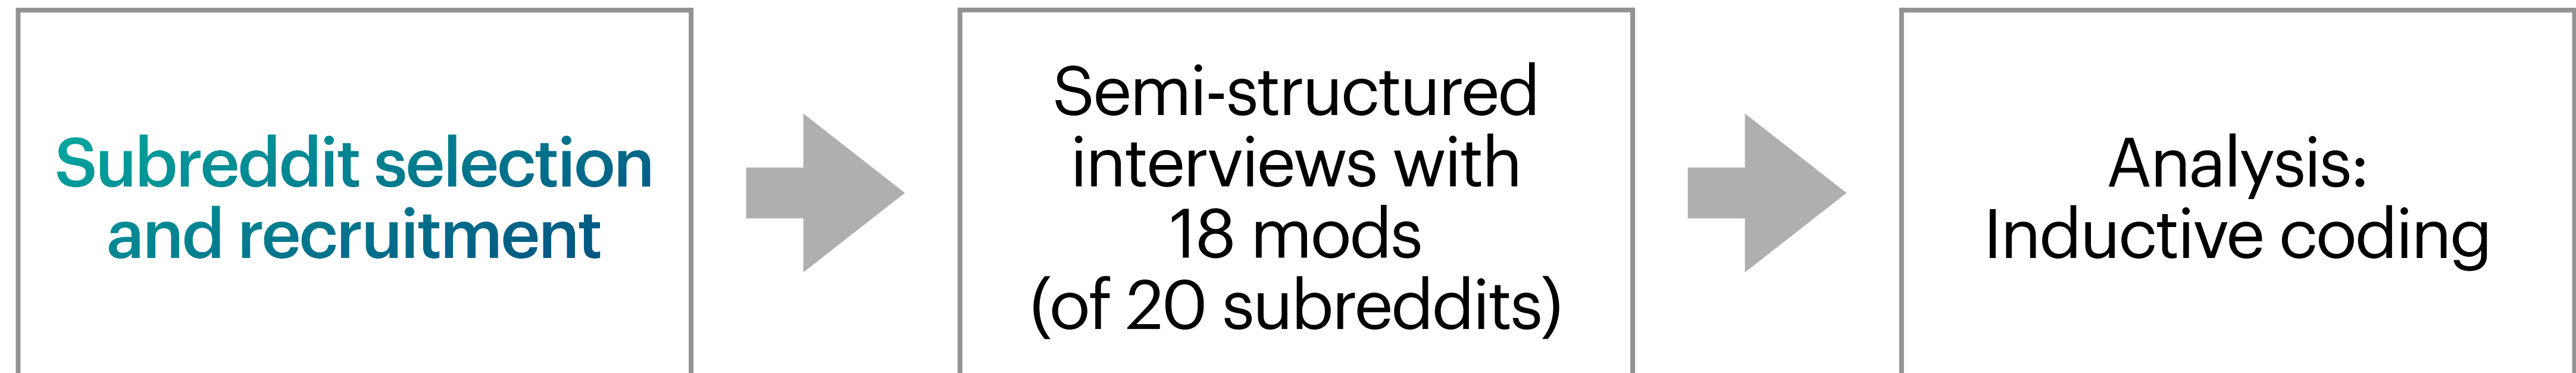 Subreddit selection
and recruitment
Semi-structured
interviews with
18 mods
(of 20 subreddits)
Analysis:
Inductive coding